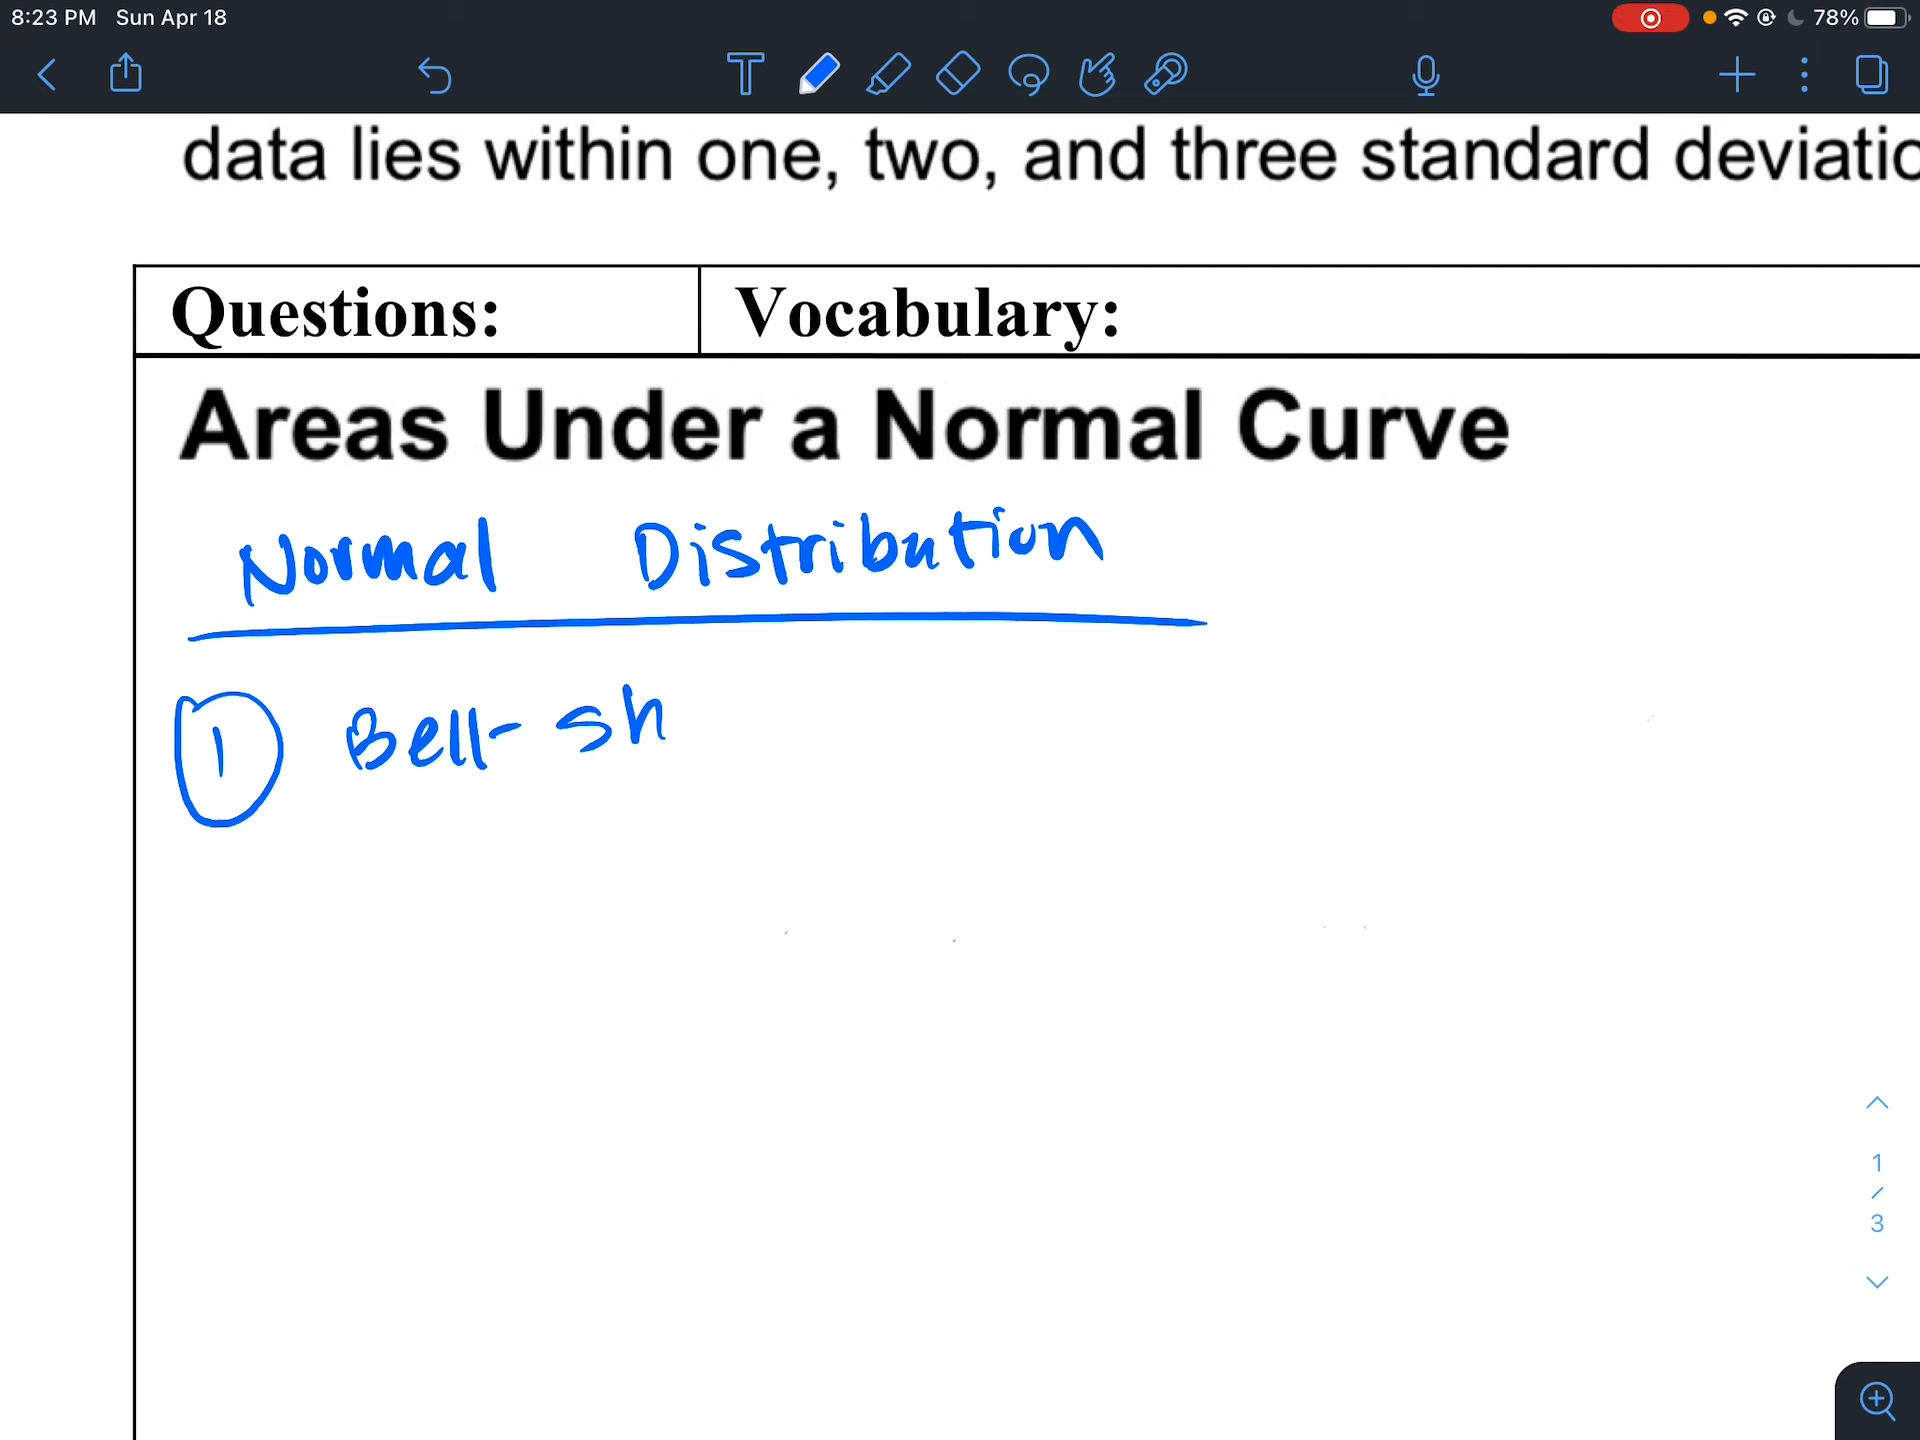 8:23 PM Sun Apr 18 78%
T
data lies within one, two, and three standard deviatio
Questions: Vocabulary:
Areas Under a Normal Curve
Normal Distribution
1 Bell-sh
1
/
3